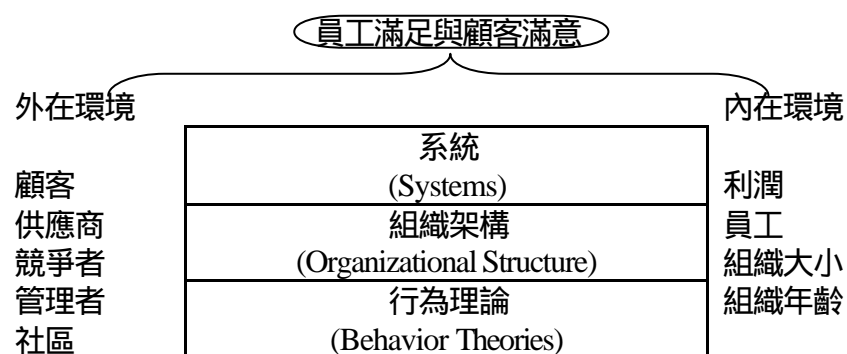 員工滿足與顧客滿意
外在環境
內在環境
系統
顧客
(Systems)
利潤
供應商
組織架構
員工
競爭者
(Organizational Structure)
組織大小
管理者
行為理論
組織年齡
社區
(Behavior Theories)